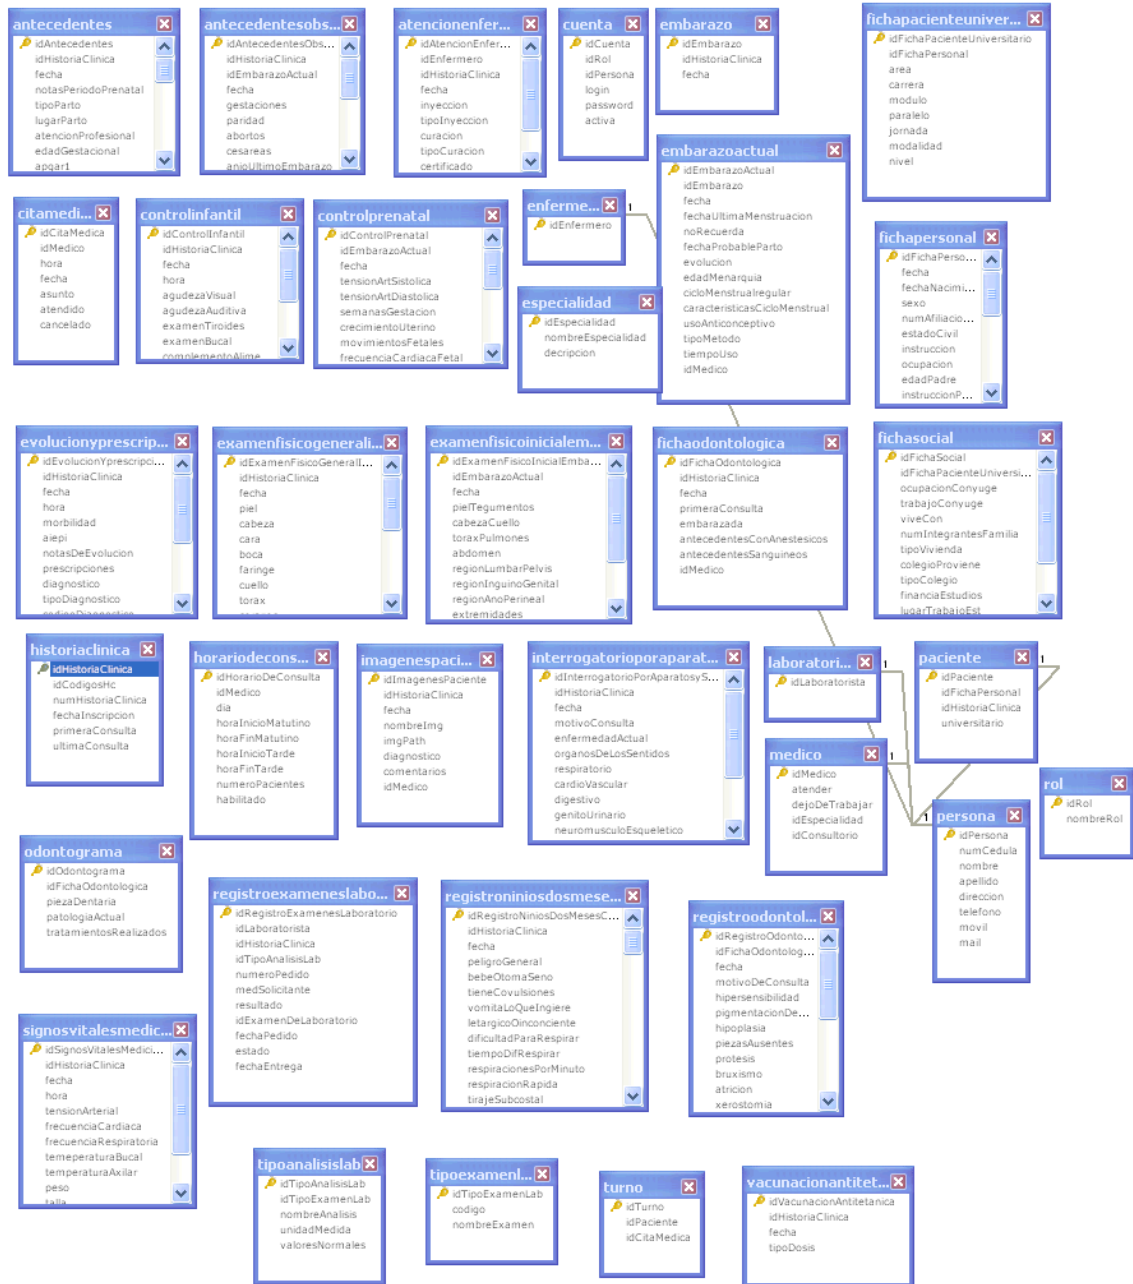 antecedentes
idAntecedentes
idHistoriaClinica
fecha
notasPeriodoPrenatal
tipoParto
lugarParto
atencionProfesional
edadGestacional
apgar1
antecedentesobs...
idAntecedentesObs...
idHistoriaClinica
idEmbarazoActual
fecha
gestaciones
paridad
abortos
cesareas
anioUltimoEmbarazo
atencionenfer...
idAtencionEnfer...
idEnfermero
idHistoriaClinica
fecha
inyeccion
tipoInyeccion
curacion
tipoCuracion
certificado
cuenta
idCuenta
idRol
idPersona
login
password
activa
embarazo
idEmbarazo
idHistoriaClinica
fecha
fichapacienteuniver...
idFichaPacienteUniversitario
idFichaPersonal
area
carrera
modulo
paralelo
jornada
modalidad
nivel
citamedi...
idCitaMedica
idMedico
hora
fecha
asunto
atendido
cancelado
controlinfantil
idControlInfantil
idHistoriaClinica
fecha
hora
agudezaVisual
agudezaAuditiva
examenTiroides
examenBucal
complementoAlime
controlprenatal
idControlPrenatal
idEmbarazoActual
fecha
tensionArtSistolica
tensionArtDiastolica
semanasGestacion
crecimientoUterino
movimientosFetales
frecuenciaCardiacaFetal
enferme...
idEnfermero
1
especialidad
idEspecialidad
nombreEspecialidad
decripcion
embarazoactual
idEmbarazoActual
idEmbarazo
fecha
fechaUltimaMenstruacion
noRecuerda
fechaProbableParto
evolucion
edadMenarquia
cicloMenstrualregular
caracteristicasCicloMenstrual
usoAnticonceptivo
tipoMetodo
tiempoUso
idMedico
fichapersonal
idFichaPerso...
fecha
fechaNacimi...
sexo
numAfiliacio...
estadoCivil
instruccion
ocupacion
edadPadre
instruccionP...
evolucionyprescrip...
idEvolucionYprescripci...
idHistoriaClinica
fecha
hora
morbilidad
aiepi
notasDeEvolucion
prescripciones
diagnostico
tipoDiagnostico
codigoDiagnostico
examenfisicogenerali...
idExamenFisicoGeneralI...
idHistoriaClinica
fecha
piel
cabeza
cara
boca
faringe
cuello
torax
examenfisicoinicialem...
idExamenFisicoInicialEmba...
idEmbarazoActual
fecha
pielTegumentos
cabezaCuello
toraxPulmones
abdomen
regionLumbarPelvis
regionInguinoGenital
regionAnoPerineal
extremidades
fichaodontologica
idFichaOdontologica
idHistoriaClinica
fecha
primeraConsulta
embarazada
antecedentesConAnestesicos
antecedentesSanguineos
idMedico
fichasocial
idFichaSocial
idFichaPacienteUniversi...
ocupacionConyuge
trabajoConyuge
viveCon
numIntegrantesFamilia
tipoVivienda
colegioProviene
tipoColegio
financiaEstudios
lugarTrabajoEst
historiaclinica
idHistoriaClinica
idCodigosHc
numHistoriaClinica
fechaInscripcion
primeraConsulta
ultimaConsulta
horariodecons...
idHorarioDeConsulta
idMedico
dia
horaInicioMatutino
horaFinMatutino
horaInicioTarde
horaFinTarde
numeroPacientes
habilitado
imagenespaci...
idImagenesPaciente
idHistoriaClinica
fecha
nombreImg
imgPath
diagnostico
comentarios
idMedico
interrogatorioporaparat...
idInterrogatorioPorAparatosyS...
idHistoriaClinica
fecha
motivoConsulta
enfermedadActual
organosDeLosSentidos
respiratorio
cardioVascular
digestivo
genitoUrinario
neuromusculoEsqueletico
laboratori...
idLaboratorista
1
paciente
idPaciente
idFichaPersonal
idHistoriaClinica
universitario
1
medico
idMedico
atender
dejoDeTrabajar
idEspecialidad
idConsultorio
1
persona
idPersona
numCedula
nombre
apellido
direccion
telefono
movil
mail
1
rol
idRol
nombreRol
odontograma
idOdontograma
idFichaOdontologica
piezaDentaria
patologiaActual
tratamientosRealizados
registroexameneslabo...
idRegistroExamenesLaboratorio
idLaboratorista
idHistoriaClinica
idTipoAnalisisLab
numeroPedido
medSolicitante
resultado
idExamenDeLaboratorio
fechaPedido
estado
fechaEntrega
registroniniosdosmese...
idRegistroNiniosDosMesesC...
idHistoriaClinica
fecha
peligroGeneral
bebeOtomaSeno
tieneCovulsiones
vomitaLoQueIngiere
letargicoOinconciente
dificultadParaRespirar
tiempoDifRespirar
respiracionesPorMinuto
respiracionRapida
tirajeSubcostal
registroodontol...
idRegistroOdonto...
idFichaOdontolog...
fecha
motivoDeConsulta
hipersensibilidad
pigmentacionDe...
hipoplasia
piezasAusentes
protesis
bruxismo
atricion
xerostomia
signosvitalesmedic...
idSignosVitalesMedici...
idHistoriaClinica
fecha
hora
tensionArterial
frecuenciaCardiaca
frecuenciaRespiratoria
temeperaturaBucal
temperaturaAxilar
peso
talla
tipoanalisislab
idTipoAnalisisLab
idTipoExamenLab
nombreAnalisis
unidadMedida
valoresNormales
tipoexamenl...
idTipoExamenLab
codigo
nombreExamen
turno
idTurno
idPaciente
idCitaMedica
vacunacionantitet...
idVacunacionAntitetanica
idHistoriaClinica
fecha
tipoDosis